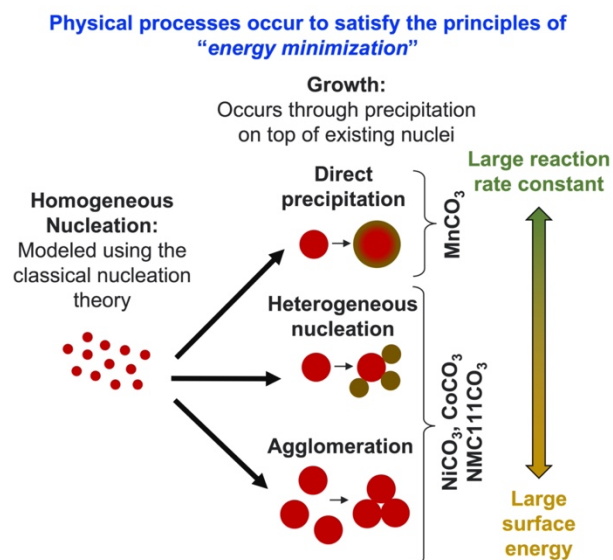 Physical processes occur to satisfy the principles of
“energy minimization”
Growth:
Occurs through precipitation
on top of existing nuclei
Homogeneous
Nucleation:
Modeled using the
classical nucleation
theory
Direct
precipitation
MnCO₃
Heterogeneous
nucleation
Agglomeration
NiCO₃, CoCO₃
NMC111CO₃
Large reaction
rate constant
Large
surface
energy